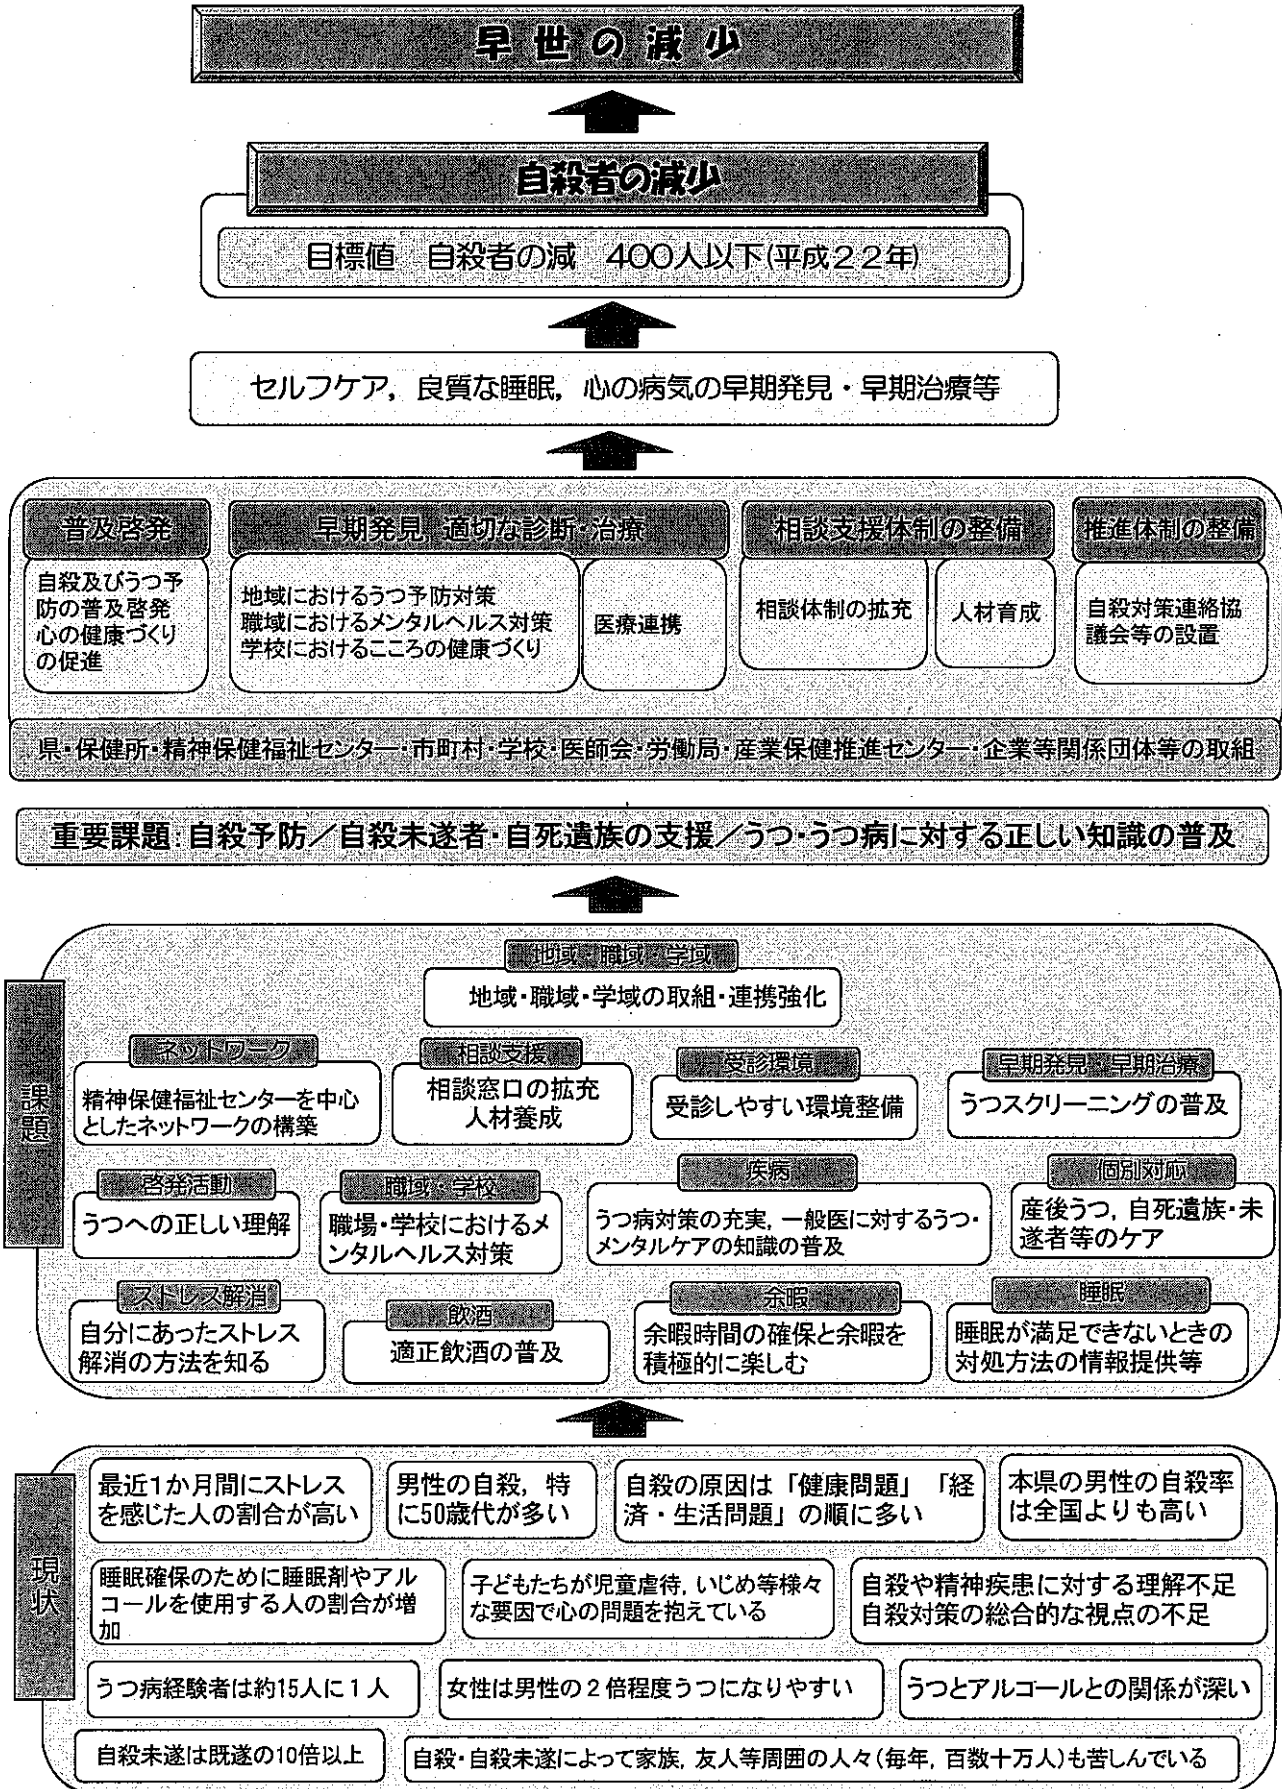 早世の減少
自殺者の減少
目標値　自殺者の減　400人以下(平成22年)
セルフケア，良質な睡眠，心の病気の早期発見・早期治療等
普及啓発
自殺及びうつ予
防の普及啓発
心の健康づくり
の促進
早期発見，適切な診断・治療
地域におけるうつ予防対策
職域におけるメンタルヘルス対策
学校におけるこころの健康づくり
医療連携
相談支援体制の整備
相談体制の拡充
人材育成
推進体制の整備
自殺対策連絡協
議会等の設置
県・保健所・精神保健福祉センター・市町村・学校・医師会・労働局・産業保健推進センター・企業等関係団体等の取組
重要課題：自殺予防／自殺未遂者・自死遺族の支援／うつ・うつ病に対する正しい知識の普及
課題
地域・職域・学域
地域・職域・学域の取組・連携強化
ネットワーク
精神保健福祉センターを中心
としたネットワークの構築
相談支援
相談窓口の拡充
人材養成
受診環境
受診しやすい環境整備
早期発見・早期治療
うつスクリーニングの普及
啓発活動
うつへの正しい理解
職域・学校
職場・学校におけるメ
ンタルヘルス対策
疾病
うつ病対策の充実，一般医に対するうつ・
メンタルケアの知識の普及
個別対応
産後うつ，自死遺族・未
遂者等のケア
ストレス解消
自分にあったストレス
解消の方法を知る
飲酒
適正飲酒の普及
余暇
余暇時間の確保と余暇を
積極的に楽しむ
睡眠
睡眠が満足できないときの
対処方法の情報提供等
現状
最近1か月間にストレス
を感じた人の割合が高い
男性の自殺，特
に50歳代が多い
自殺の原因は「健康問題」「経
済・生活問題」の順に多い
本県の男性の自殺率
は全国よりも高い
睡眠確保のために睡眠剤やアル
コールを使用する人の割合が増
加
子どもたちが児童虐待，いじめ等様々
な要因で心の問題を抱えている
自殺や精神疾患に対する理解不足
自殺対策の総合的な視点の不足
うつ病経験者は約15人に1人
女性は男性の2倍程度うつになりやすい
うつとアルコールとの関係が深い
自殺未遂は既遂の10倍以上
自殺・自殺未遂によって家族，友人等周囲の人々(毎年，百数十万人)も苦しんでいる